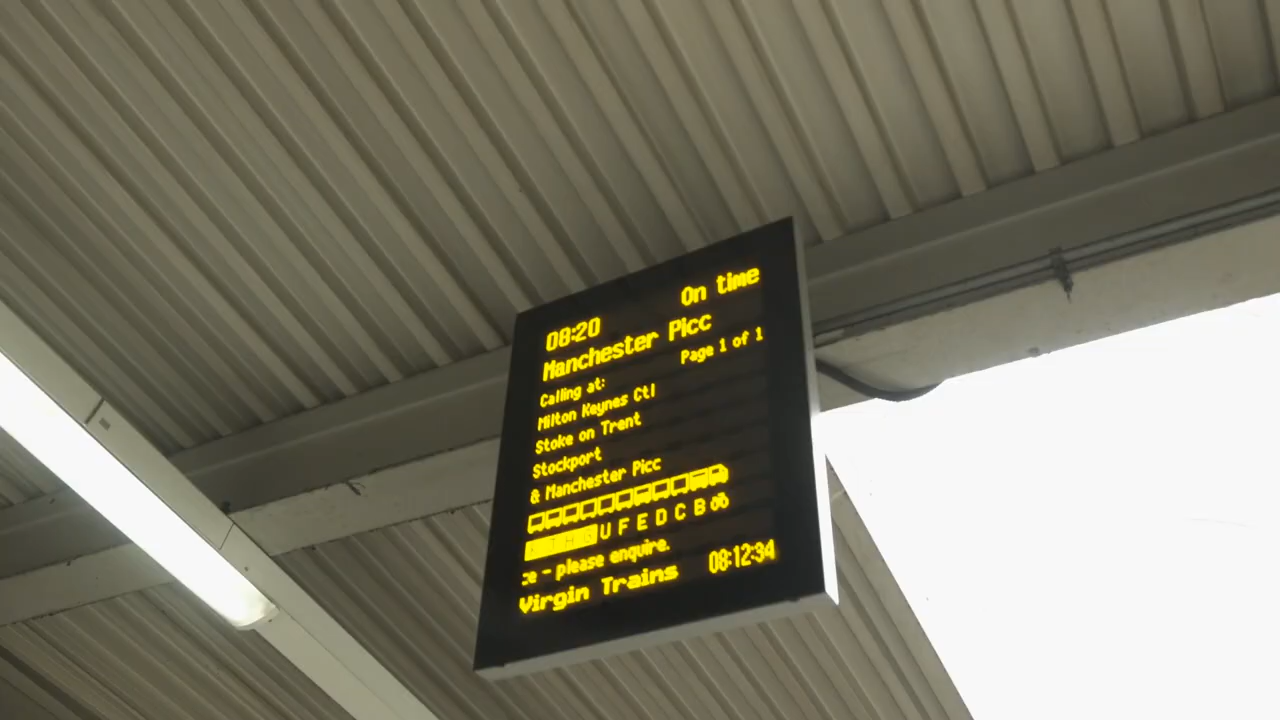 08:20 On time
Manchester Picc
Page 1 of 1
Calling at:
Milton Keynes Ctl
Stoke on Trent
Stockport
& Manchester Picc
K J H G U F E D C B
ce - please enquire.
Virgin Trains 08:12:34